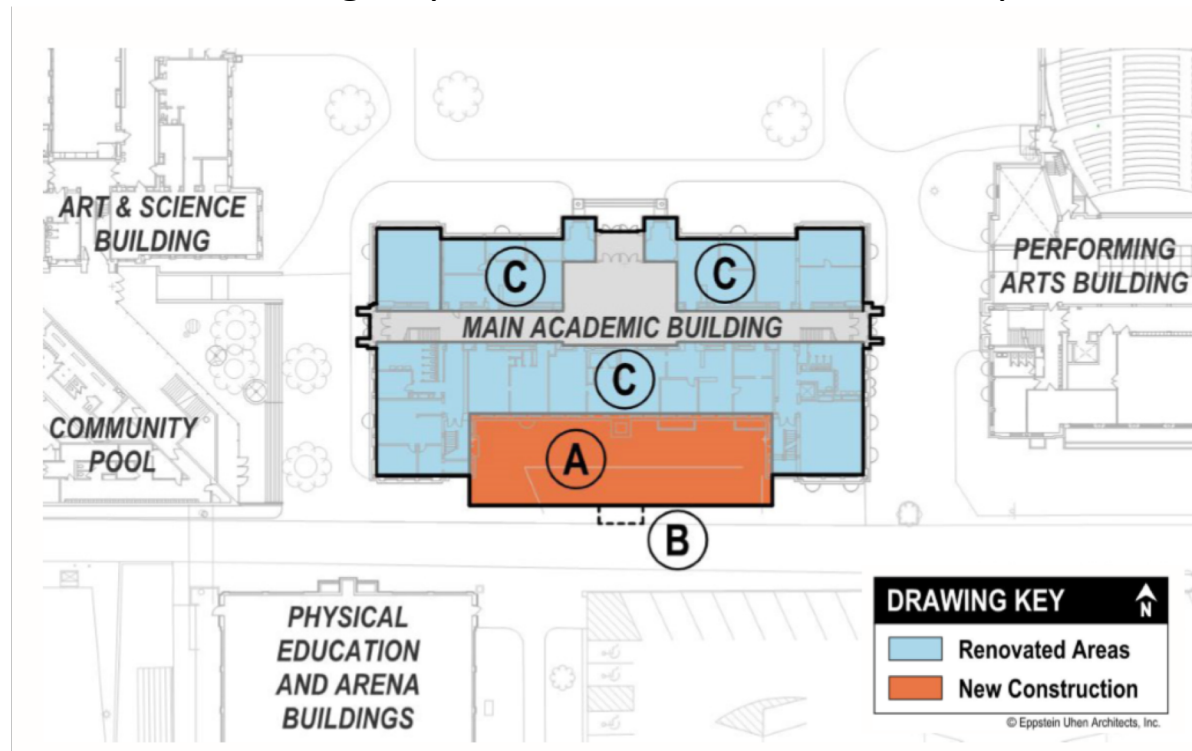 ART & SCIENCE
BUILDING
C
C
PERFORMING
ARTS BUILDING
MAIN ACADEMIC BUILDING
C
COMMUNITY
POOL
A
B
PHYSICAL
EDUCATION
AND ARENA
BUILDINGS
DRAWING KEY
N
Renovated Areas
New Construction
© Eppstein Uhen Architects, Inc.